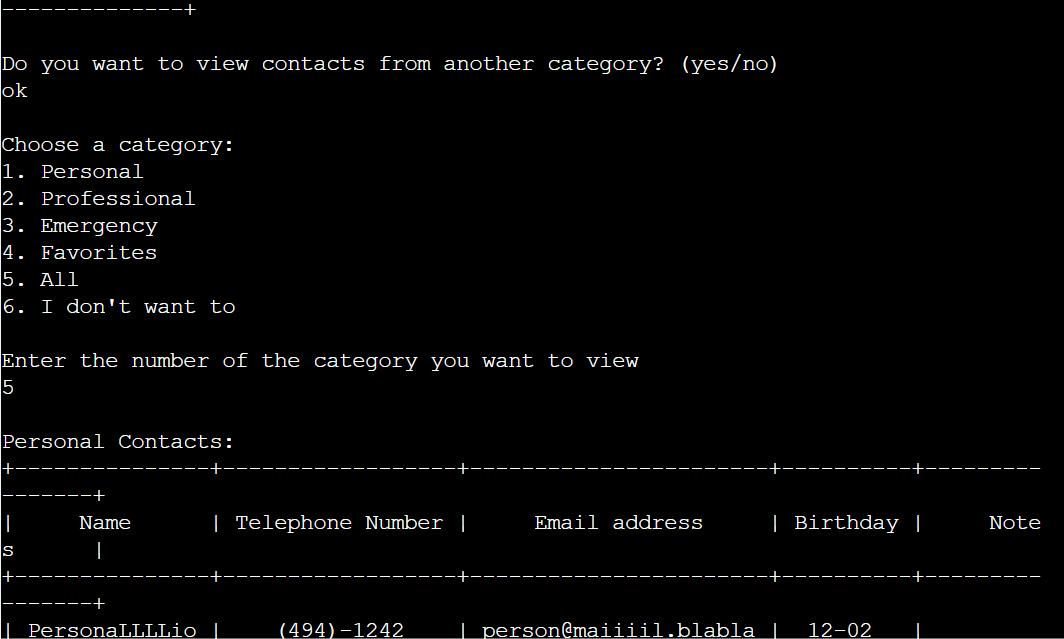 --------------+
Do you want to view contacts from another category? (yes/no)
ok
Choose a category:
1. Personal
2. Professional
3. Emergency
4. Favorites
5. All
6. I don't want to
Enter the number of the category you want to view
5
Personal Contacts:
+---------------+------------------+-----------------------+----------+---------
-------+
|     Name      | Telephone Number |     Email address     | Birthday |     Note
s      |
+---------------+------------------+-----------------------+----------+---------
-------+
| PersonaLLLLio |    (494)-1242    | person@maiiiil.blabla |  12-02   |